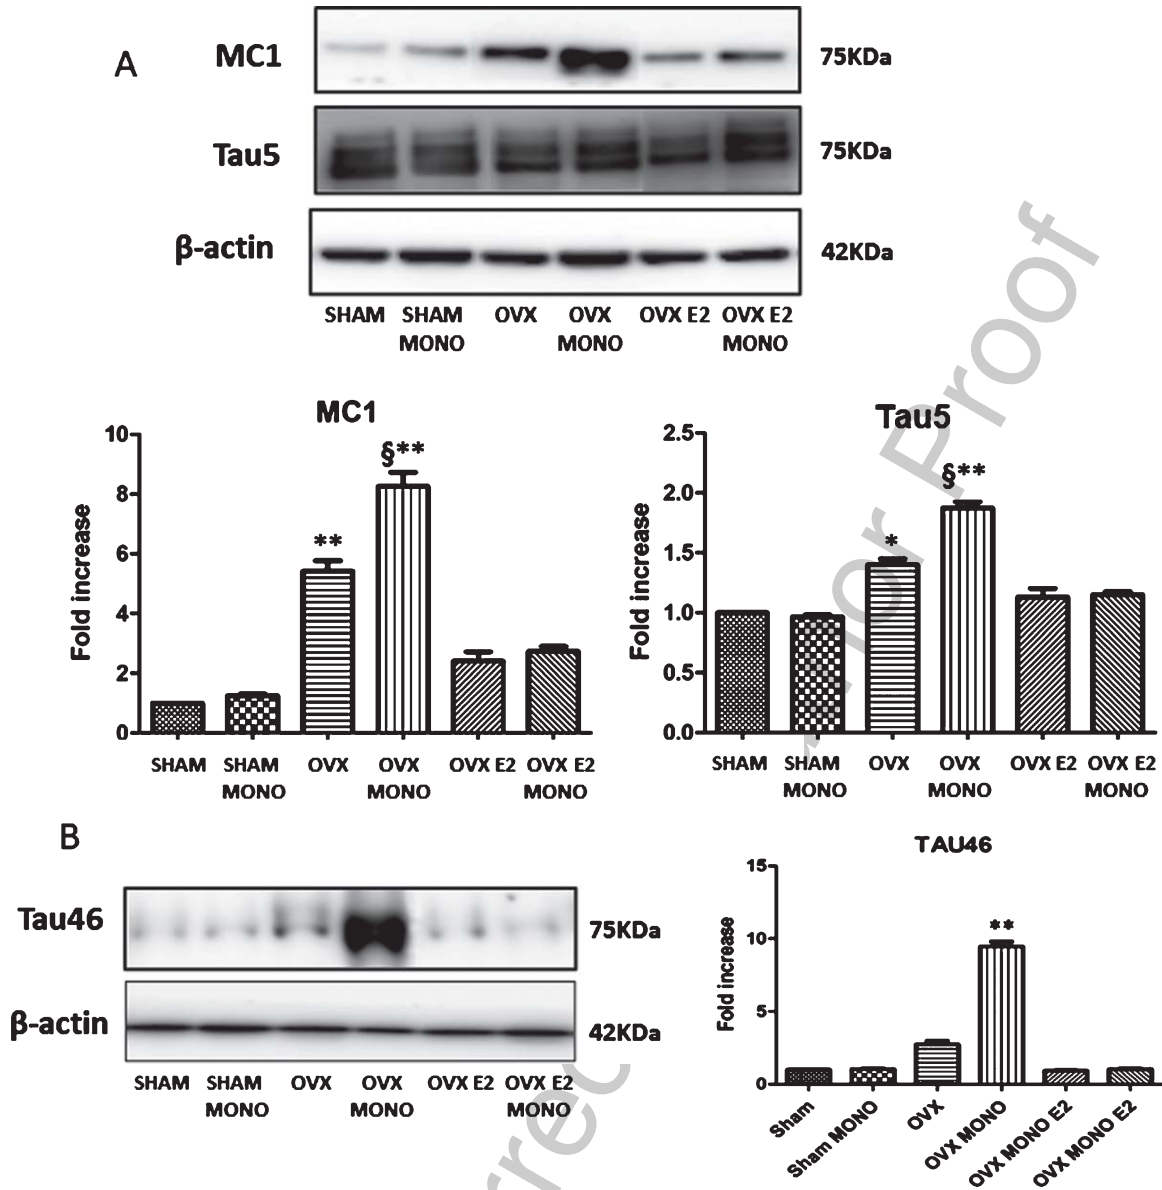 A
MC1
75KDa
Tau5
75KDa
β-actin
42KDa
SHAM SHAM OVX OVX OVX E2 OVX E2
MONO MONO MONO
MC1
Fold increase
10
8
6
4
2
0
**
§**
SHAM SHAM OVX OVX OVX E2 OVX E2
MONO MONO MONO
Tau5
Fold increase
2.5
2.0
1.5
1.0
0.5
0.0
*
§**
SHAM SHAM OVX OVX OVX E2 OVX E2
MONO MONO MONO
B
Tau46
75KDa
β-actin
42KDa
SHAM SHAM OVX OVX OVX E2 OVX E2
MONO MONO MONO
TAU46
Fold increase
15
10
5
0
**
Sham
Sham MONO
OVX
OVX MONO
OVX MONO E2
OVX MONO E2
Proof